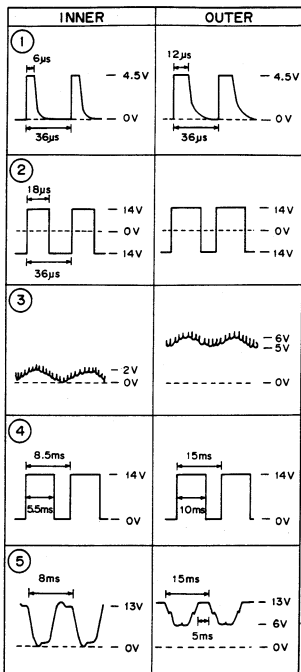 INNER OUTER
1
6µs 12µs
4.5V 4.5V
0V 0V
36µs 36µs
2
18µs
14V 14V
0V 0V
14V 14V
36µs
3
6V
5V
2V
0V 0V
4
8.5ms 15ms
14V 14V
5.5ms 10ms
0V 0V
5
8ms 15ms
13V 13V
6V
5ms
0V 0V